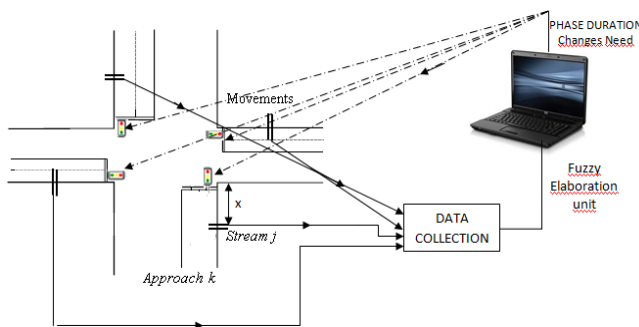 PHASE DURATION
Changes Need
Movements
Fuzzy
Elaboration
unit
x
DATA
COLLECTION
Stream j
Approach k